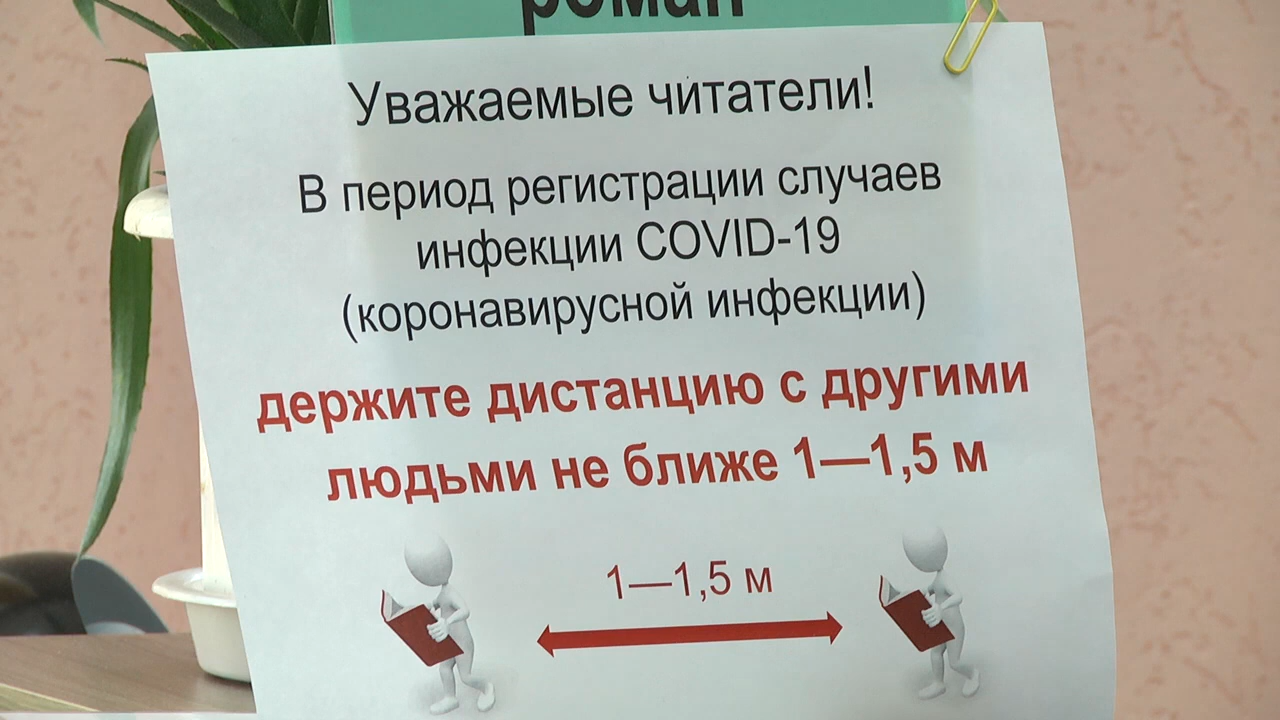 роман
Уважаемые читатели!
В период регистрации случаев
инфекции COVID-19
(коронавирусной инфекции)
держите дистанцию с другими
людьми не ближе 1—1,5 м
1—1,5 м